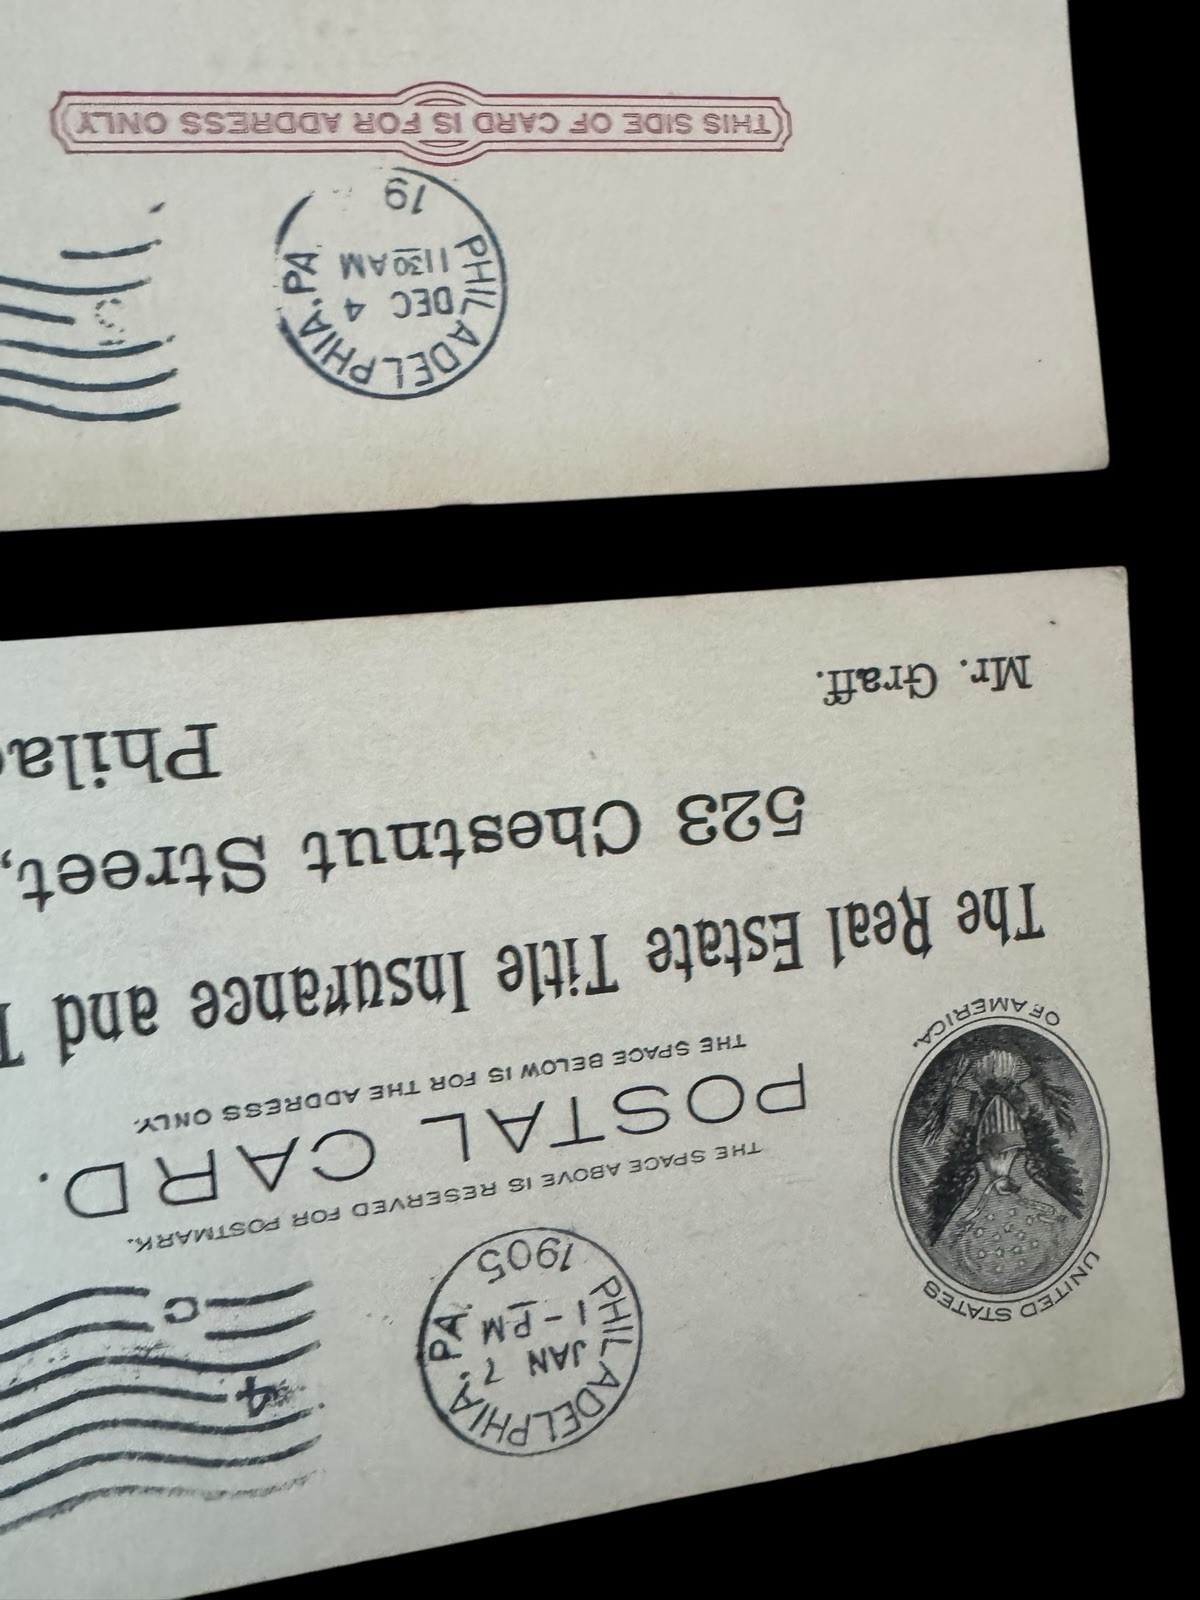 PHILADELPHIA, PA.
JAN 7
1 - PM
1905
4
C
THE SPACE ABOVE IS RESERVED FOR POSTMARK.
POSTAL CARD.
THE SPACE BELOW IS FOR THE ADDRESS ONLY.
UNITED STATES
OF AMERICA.
The Real Estate Title Insurance and T
523 Chestnut Street,
Phila
Mr. Graff.
PHILADELPHIA, PA
DEC 4
1130 AM
19
THIS SIDE OF CARD IS FOR ADDRESS ONLY